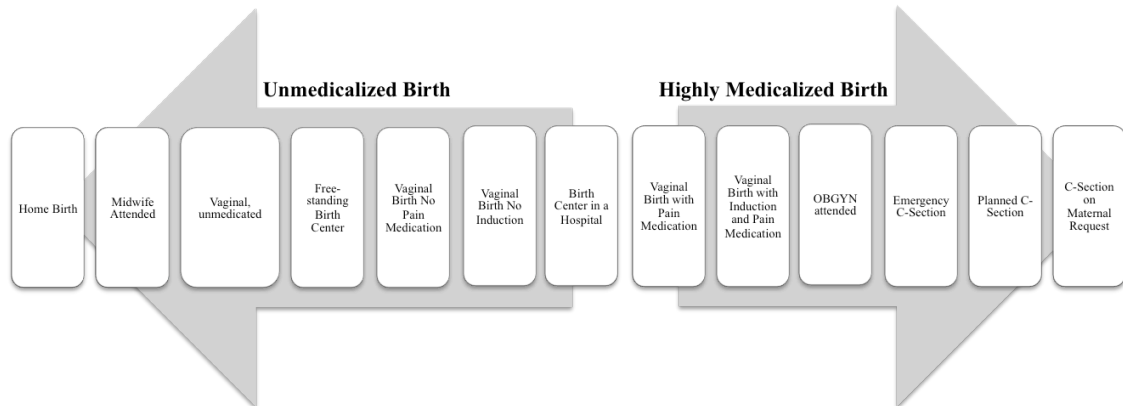 Unmedicalized Birth
Highly Medicalized Birth
Home Birth
Midwife
Attended
Vaginal,
unmedicated
Free-
standing
Birth
Center
Vaginal
Birth No
Pain
Medication
Vaginal
Birth No
Induction
Birth
Center in a
Hospital
Vaginal
Birth with
Pain
Medication
Vaginal
Birth with
Induction
and Pain
Medication
OBGYN
attended
Emergency
C-Section
Planned C-
Section
C-Section
on
Maternal
Request